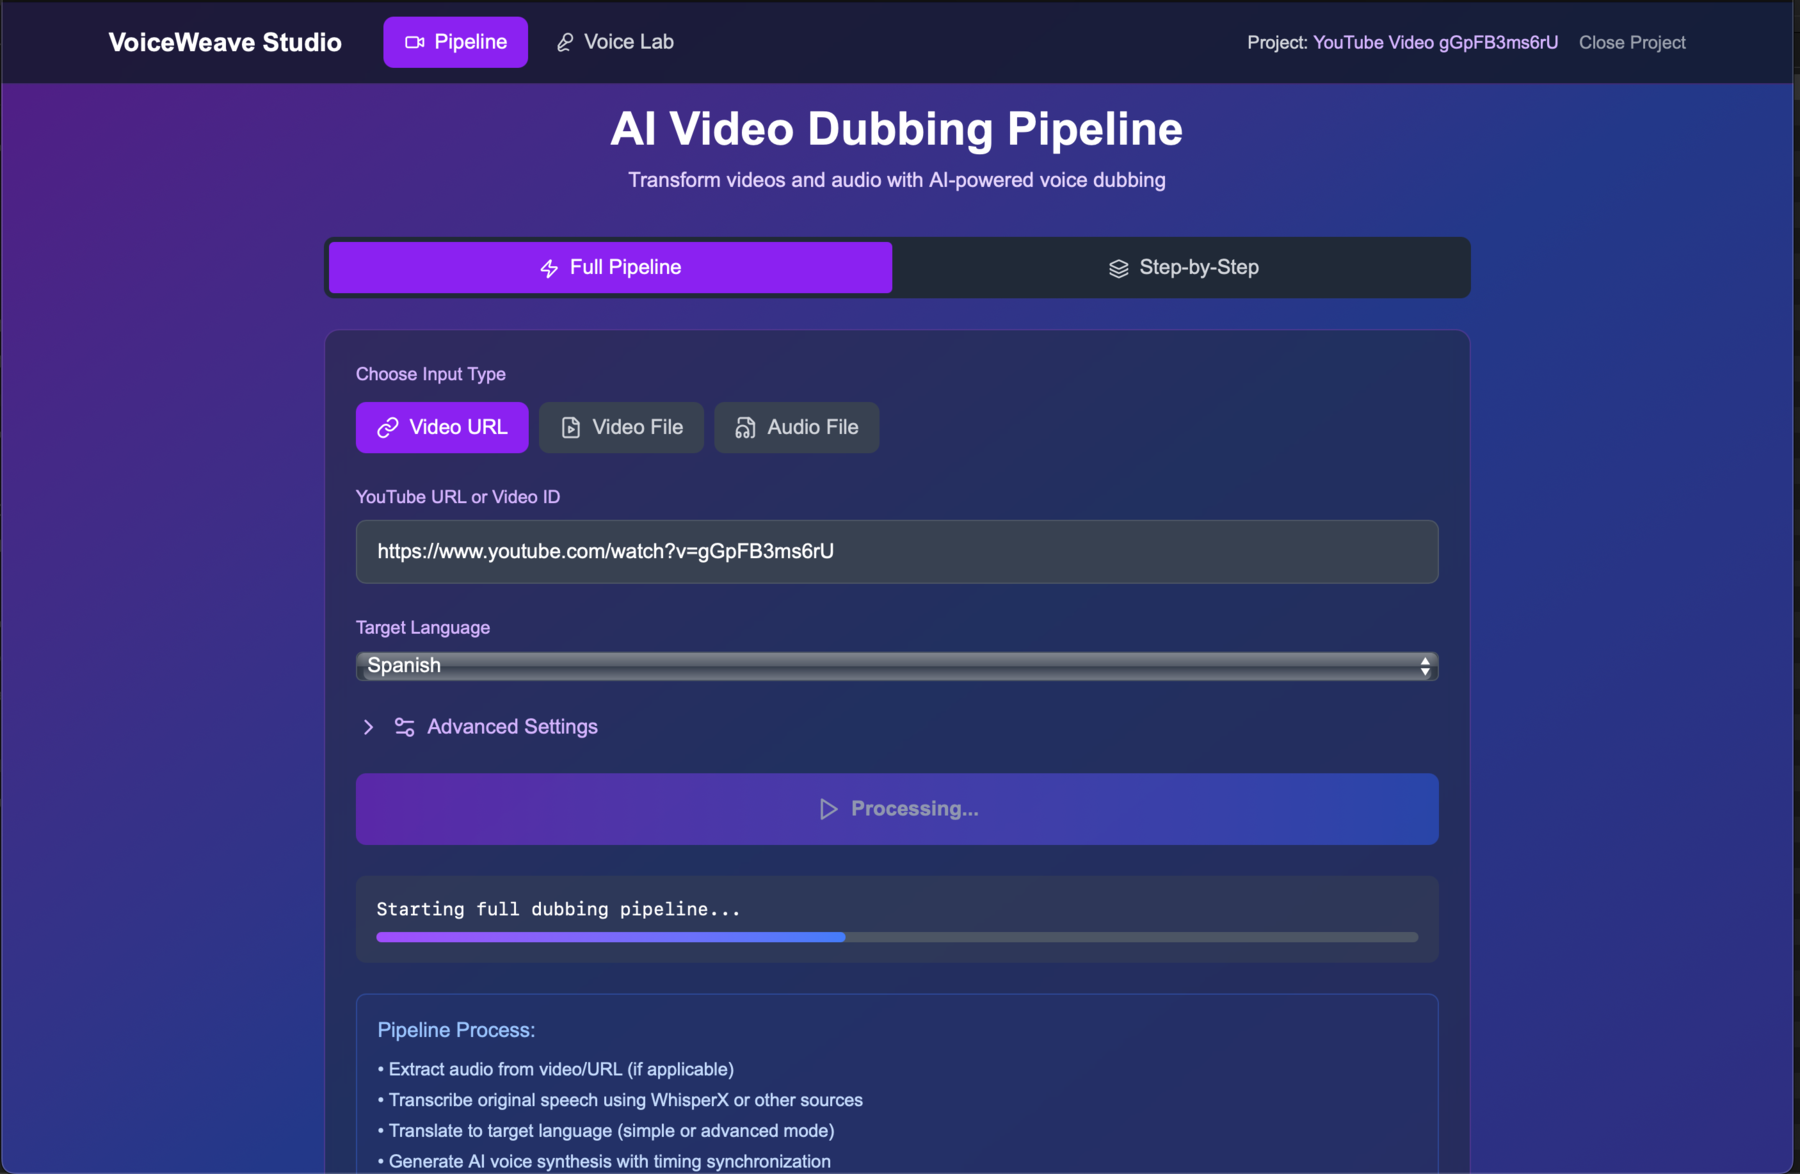 VoiceWeave Studio
Pipeline
Voice Lab
Project: YouTube Video gGpFB3ms6rU
Close Project
AI Video Dubbing Pipeline
Transform videos and audio with AI-powered voice dubbing
Full Pipeline
Step-by-Step
Choose Input Type
Video URL
Video File
Audio File
YouTube URL or Video ID
https://www.youtube.com/watch?v=gGpFB3ms6rU
Target Language
Spanish
Advanced Settings
Processing...
Starting full dubbing pipeline...
Pipeline Process:
• Extract audio from video/URL (if applicable)
• Transcribe original speech using WhisperX or other sources
• Translate to target language (simple or advanced mode)
• Generate AI voice synthesis with timing synchronization